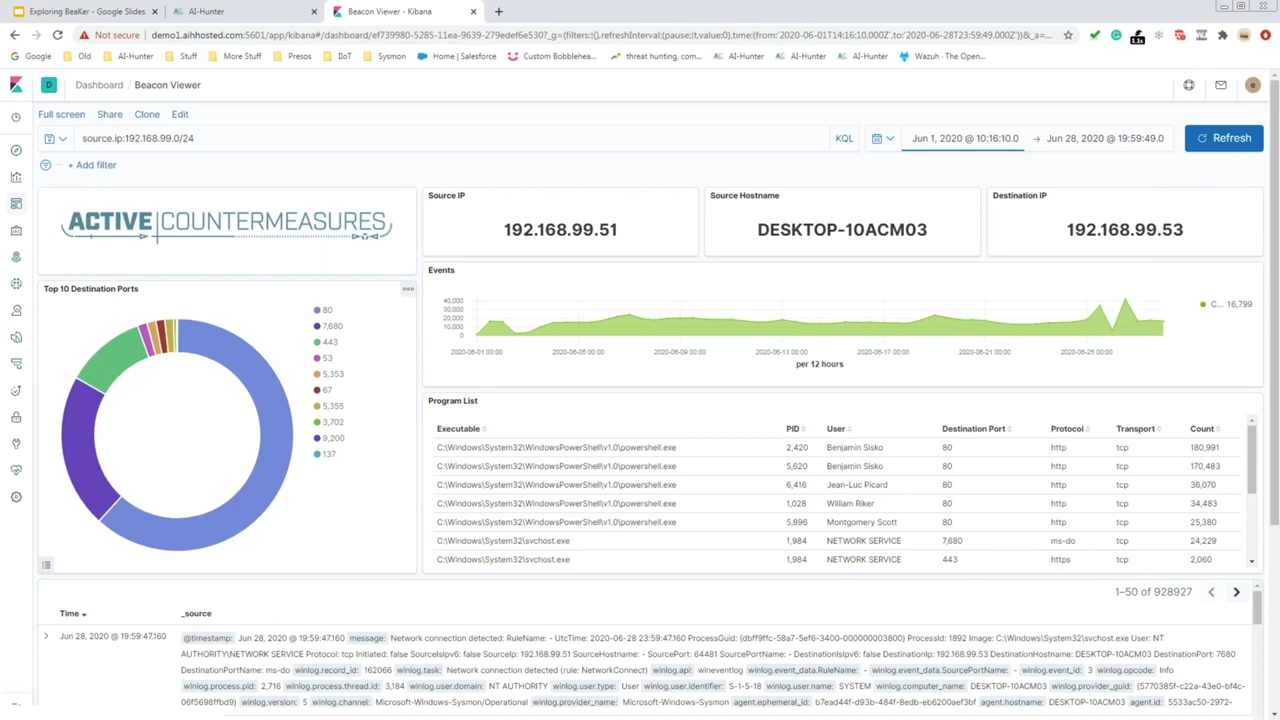 Exploring BeaKer - Google Slides
AI-Hunter
Beacon Viewer - Kibana
Not secure
demo1.aihhosted.com:5601/app/kibana#/dashboard/ef739980-5285-11ea-9639-279edef6e530?_g=(filters:!(),refreshInterval:(pause:!t,value:0),time:(from:'2020-06-01T14:16:10.000Z',to:'2020-06-28T23:59:49.000Z'))&_a=...
Google Old AI-Hunter Stuff More Stuff Presos IIoT Sysmon Home | Salesforce Custom Bobblehea... threat hunting, com... AI-Hunter AI-Hunter AI-Hunter Wazuh · The Open...
D Dashboard / Beacon Viewer e
Full screen Share Clone Edit
source.ip:192.168.99.0/24 KQL Jun 1, 2020 @ 10:16:10.0 → Jun 28, 2020 @ 19:59:49.0 Refresh
+ Add filter
ACTIVE COUNTERMEASURES
Source IP
192.168.99.51
Source Hostname
DESKTOP-10ACM03
Destination IP
192.168.99.53
Top 10 Destination Ports
80
7,680
443
53
5,353
67
5,355
3,702
9,200
137
Events
40,000
30,000
20,000
10,000
0
2020-06-01 00:00 2020-06-05 00:00 2020-06-09 00:00 2020-06-13 00:00 2020-06-17 00:00 2020-06-21 00:00 2020-06-25 00:00
per 12 hours
C... 16,799
Program List
Executable PID User Destination Port Protocol Transport Count
C:\Windows\System32\WindowsPowerShell\v1.0\powershell.exe 2,420 Benjamin Sisko 80 http tcp 180,991
C:\Windows\System32\WindowsPowerShell\v1.0\powershell.exe 5,620 Benjamin Sisko 80 http tcp 170,483
C:\Windows\System32\WindowsPowerShell\v1.0\powershell.exe 6,416 Jean-Luc Picard 80 http tcp 36,070
C:\Windows\System32\WindowsPowerShell\v1.0\powershell.exe 1,028 William Riker 80 http tcp 34,483
C:\Windows\System32\WindowsPowerShell\v1.0\powershell.exe 5,896 Montgomery Scott 80 http tcp 25,380
C:\Windows\System32\svchost.exe 1,984 NETWORK SERVICE 7,680 ms-do tcp 24,229
C:\Windows\System32\svchost.exe 1,984 NETWORK SERVICE 443 https tcp 2,060
1–50 of 928927
Time _source
Jun 28, 2020 @ 19:59:47.160 @timestamp: Jun 28, 2020 @ 19:59:47.160 message: Network connection detected: RuleName: - UtcTime: 2020-06-28 23:59:47.160 ProcessGuid: {dbff9ffc-58a7-5ef6-3400-000000003800} ProcessId: 1892 Image: C:\Windows\System32\svchost.exe User: NT
AUTHORITY\NETWORK SERVICE Protocol: tcp Initiated: false SourceIsIpv6: false SourceIp: 192.168.99.51 SourceHostname: - SourcePort: 64481 SourcePortName: - DestinationIsIpv6: false DestinationIp: 192.168.99.53 DestinationHostname: DESKTOP-10ACM03 DestinationPort: 7680
DestinationPortName: ms-do winlog.record_id: 162066 winlog.task: Network connection detected (rule: NetworkConnect) winlog.api: wineventlog winlog.event_data.RuleName: - winlog.event_data.SourcePortName: - winlog.event_id: 3 winlog.opcode: Info
winlog.process.pid: 2,716 winlog.process.thread.id: 3,184 winlog.user.domain: NT AUTHORITY winlog.user.type: User winlog.user.identifier: S-1-5-18 winlog.user.name: SYSTEM winlog.computer_name: DESKTOP-10ACM03 winlog.provider_guid: {5770385f-c22a-43e0-bf4c-
06f5698ffbd9} winlog.version: 5 winlog.channel: Microsoft-Windows-Sysmon/Operational winlog.provider_name: Microsoft-Windows-Sysmon agent.ephemeral_id: b7ead44f-d93b-484f-8edb-eb6200aef3bf agent.hostname: DESKTOP-10ACM03 agent.id: 5533ac50-2972-